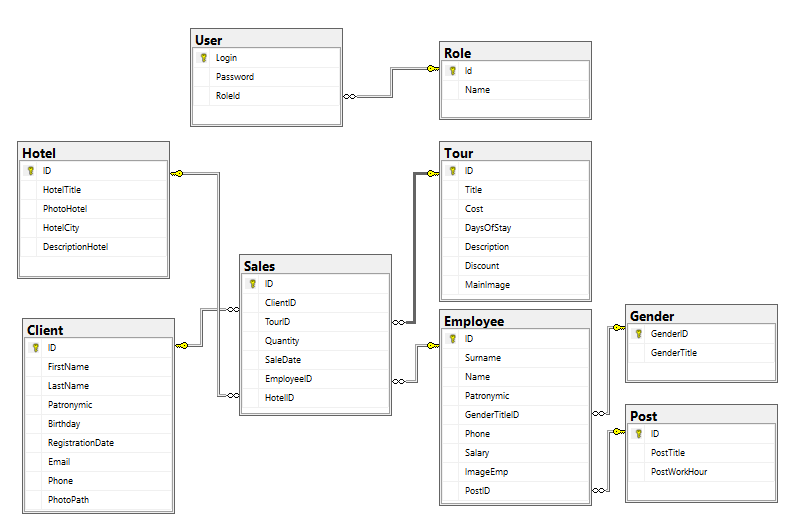 User
Login
Password
RoleId
Role
Id
Name
Hotel
ID
HotelTitle
PhotoHotel
HotelCity
DescriptionHotel
Tour
ID
Title
Cost
DaysOfStay
Description
Discount
MainImage
Sales
ID
ClientID
TourID
Quantity
SaleDate
EmployeeID
HotelID
Client
ID
FirstName
LastName
Patronymic
Birthday
RegistrationDate
Email
Phone
PhotoPath
Employee
ID
Surname
Name
Patronymic
GenderTitleID
Phone
Salary
ImageEmp
PostID
Gender
GenderID
GenderTitle
Post
ID
PostTitle
PostWorkHour